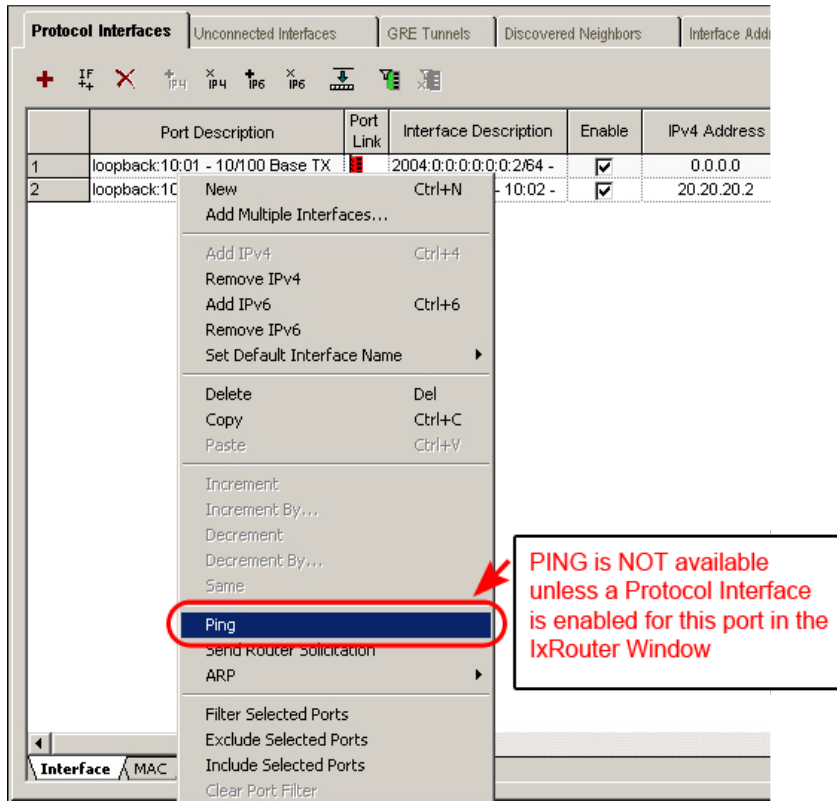 Protocol Interfaces Unconnected Interfaces GRE Tunnels Discovered Neighbors Interface Addr
IF IP4 IP4 IP6 IP6
Port Description Port Link Interface Description Enable IPv4 Address
1 loopback:10:01 - 10/100 Base TX 2004:0:0:0:0:0:0:2/64 - 0.0.0.0
2 loopback:10 - 10:02 - 20.20.20.2
New Ctrl+N
Add Multiple Interfaces...
Add IPv4 Ctrl+4
Remove IPv4
Add IPv6 Ctrl+6
Remove IPv6
Set Default Interface Name
Delete Del
Copy Ctrl+C
Paste Ctrl+V
Increment
Increment By...
Decrement
Decrement By...
Same
Ping
Send Router Solicitation
ARP
Filter Selected Ports
Exclude Selected Ports
Include Selected Ports
Clear Port Filter
PING is NOT available
unless a Protocol Interface
is enabled for this port in the
IxRouter Window
Interface MAC